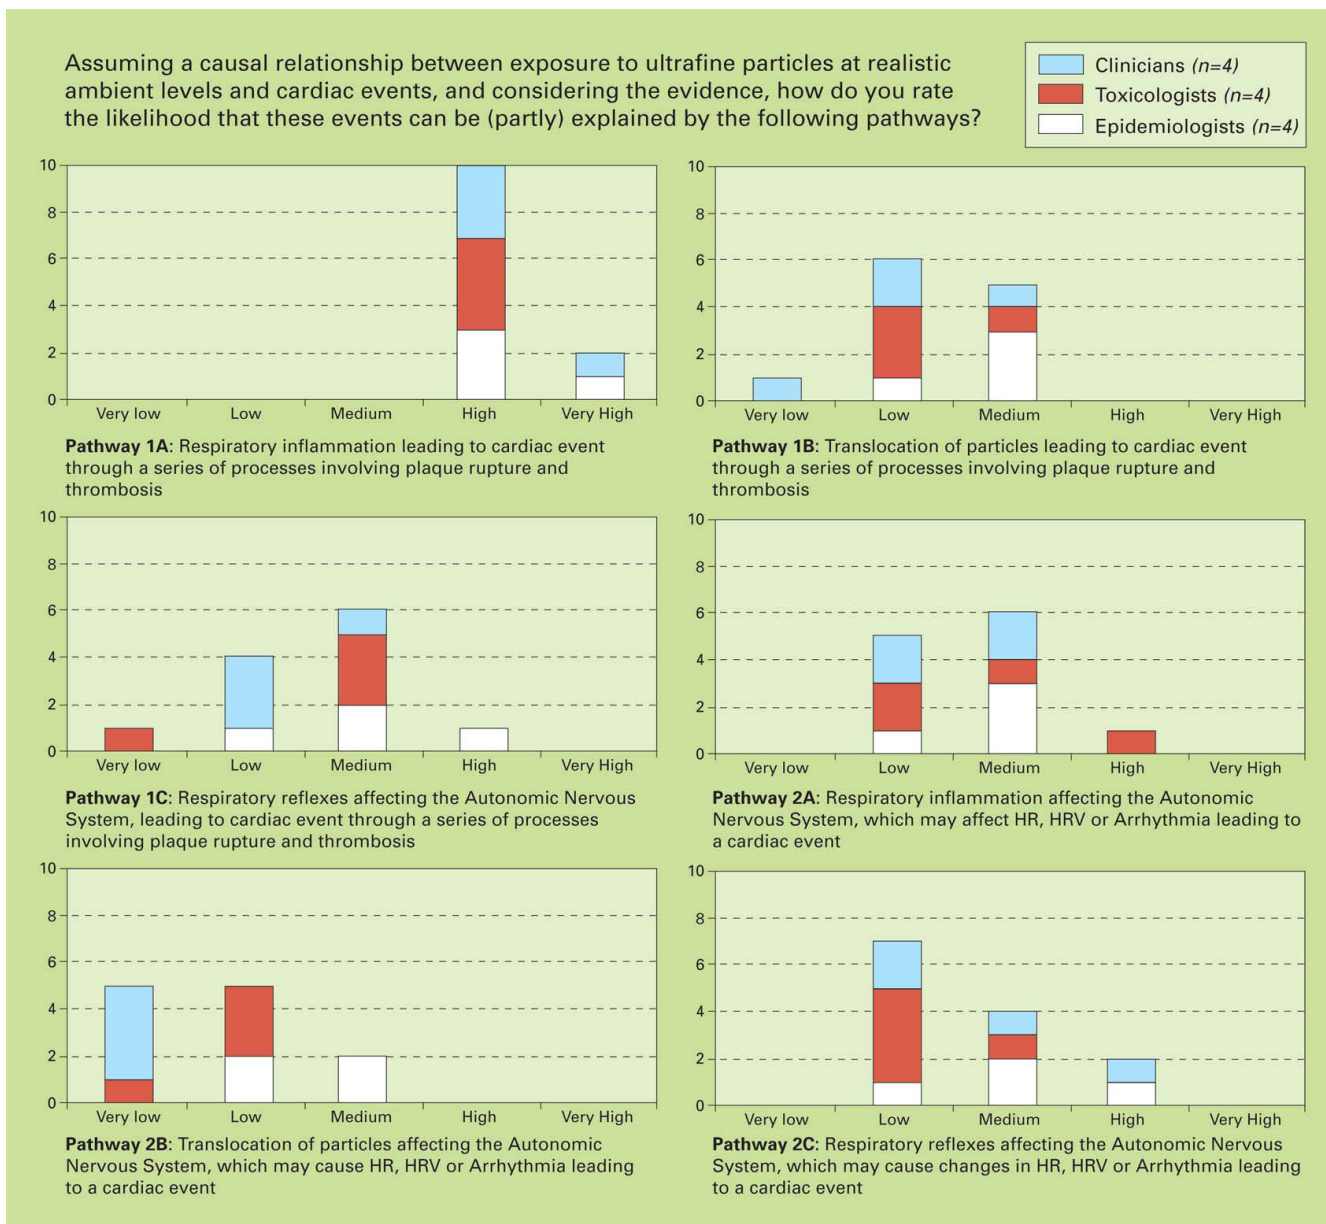 Assuming a causal relationship between exposure to ultrafine particles at realistic
ambient levels and cardiac events, and considering the evidence, how do you rate
the likelihood that these events can be (partly) explained by the following pathways?
Clinicians (n=4)
Toxicologists (n=4)
Epidemiologists (n=4)
10
8
6
4
2
0
Very low Low Medium High Very High
Pathway 1A: Respiratory inflammation leading to cardiac event
through a series of processes involving plaque rupture and
thrombosis
10
8
6
4
2
0
Very low Low Medium High Very High
Pathway 1B: Translocation of particles leading to cardiac event
through a series of processes involving plaque rupture and
thrombosis
10
8
6
4
2
0
Very low Low Medium High Very High
Pathway 1C: Respiratory reflexes affecting the Autonomic Nervous
System, leading to cardiac event through a series of processes
involving plaque rupture and thrombosis
10
8
6
4
2
0
Very low Low Medium High Very High
Pathway 2A: Respiratory inflammation affecting the Autonomic
Nervous System, which may affect HR, HRV or Arrhythmia leading to
a cardiac event
10
8
6
4
2
0
Very low Low Medium High Very High
Pathway 2B: Translocation of particles affecting the Autonomic
Nervous System, which may cause HR, HRV or Arrhythmia leading
to a cardiac event
10
8
6
4
2
0
Very low Low Medium High Very High
Pathway 2C: Respiratory reflexes affecting the Autonomic Nervous
System, which may cause changes in HR, HRV or Arrhythmia leading
to a cardiac event